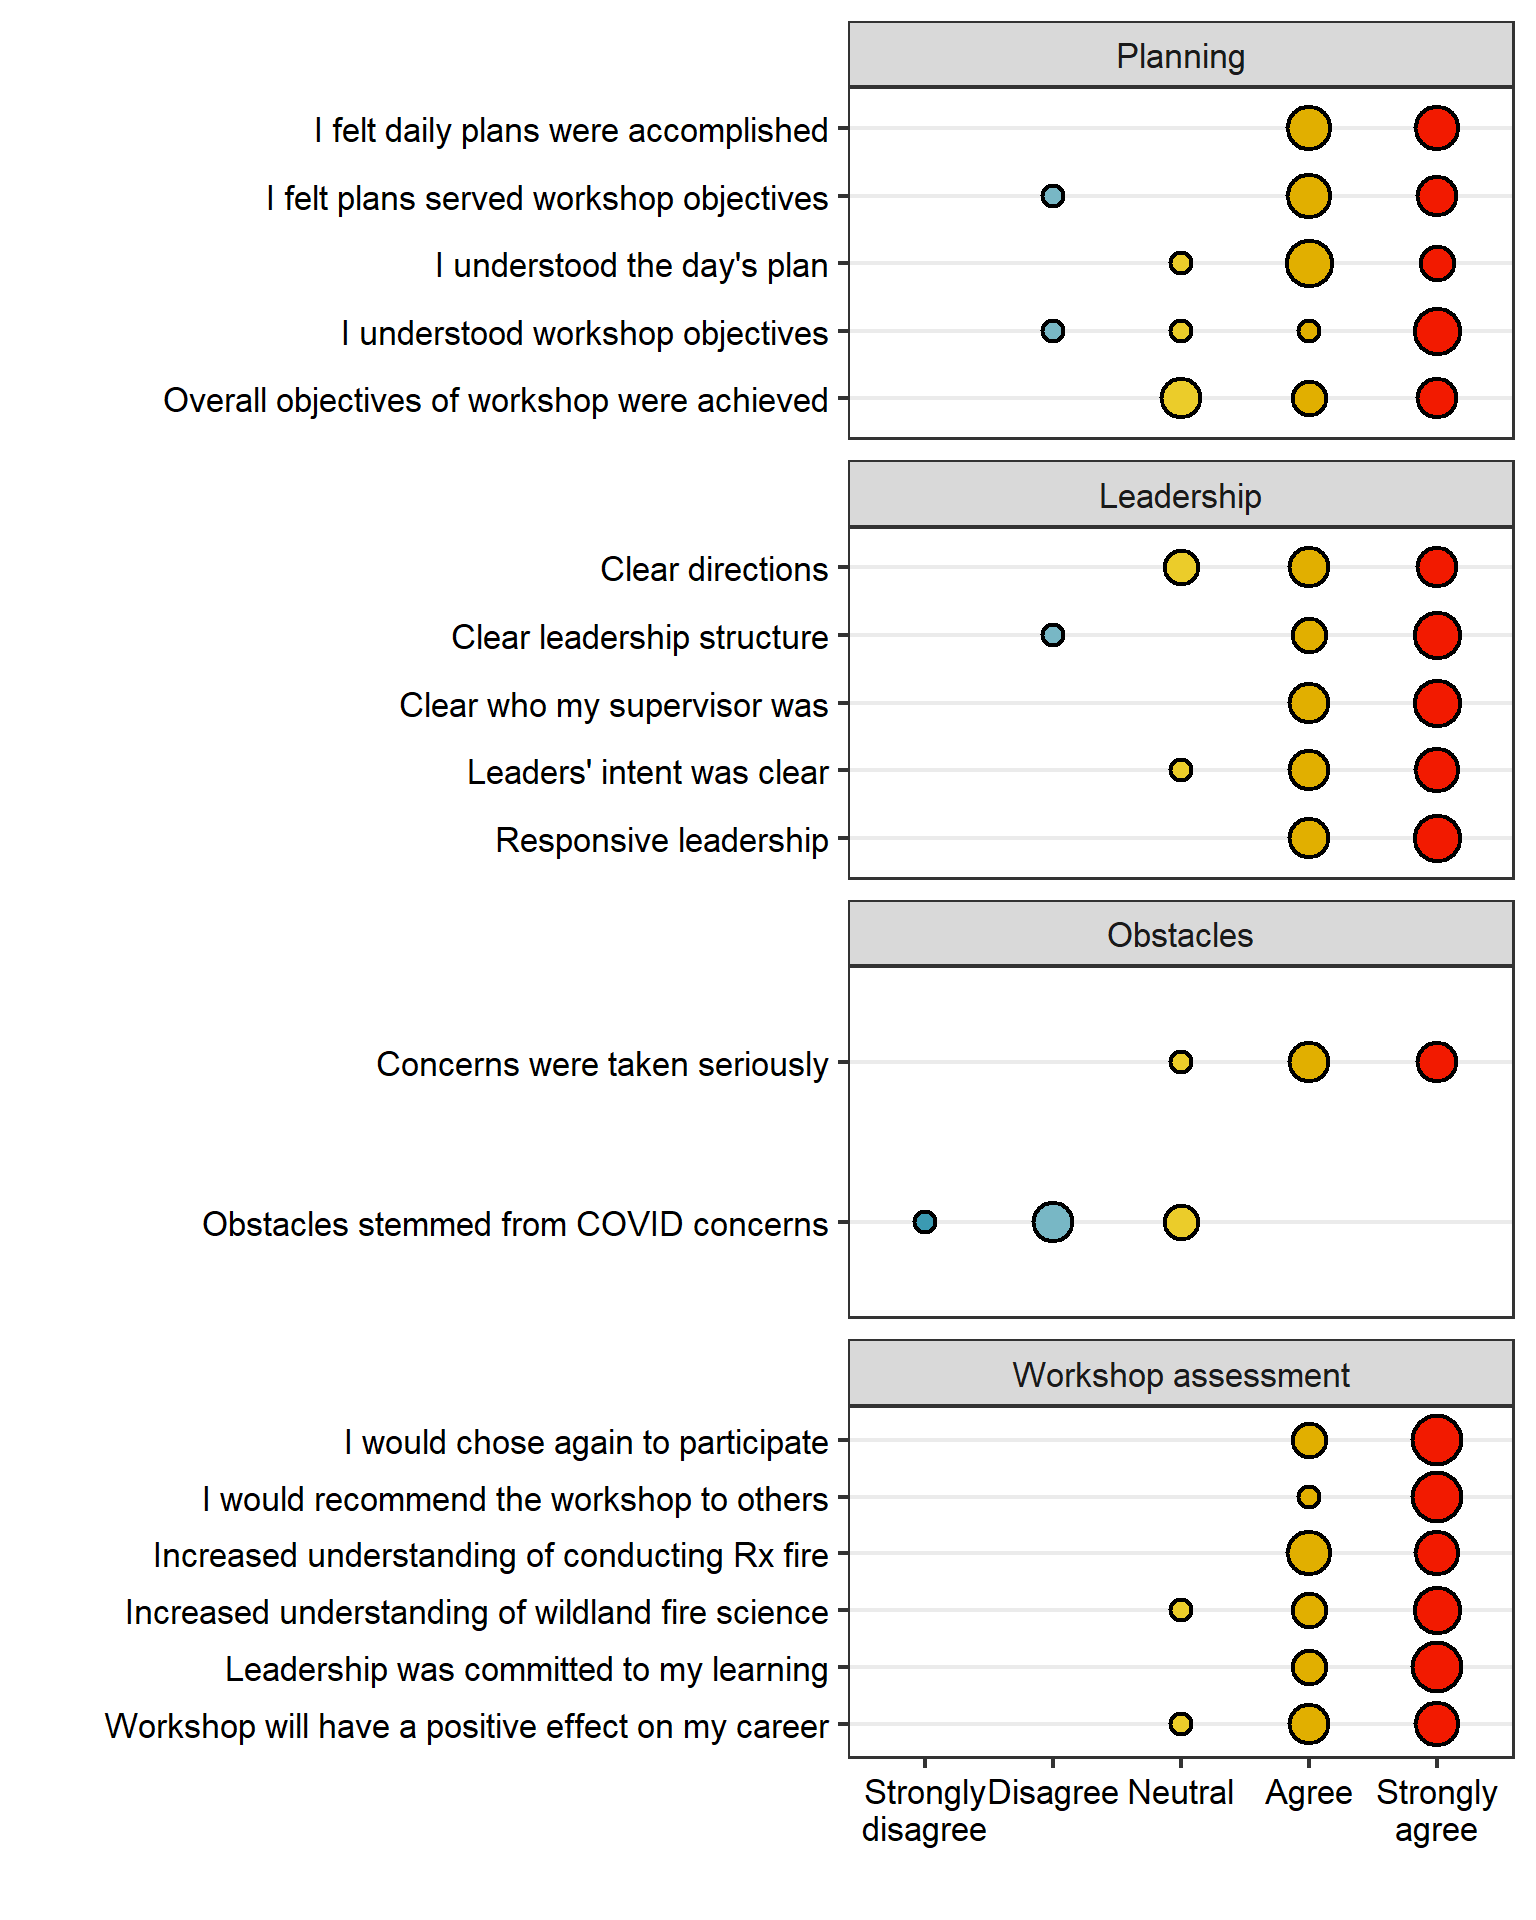 Planning
I felt daily plans were accomplished
I felt plans served workshop objectives
I understood the day's plan
I understood workshop objectives
Overall objectives of workshop were achieved
Leadership
Clear directions
Clear leadership structure
Clear who my supervisor was
Leaders' intent was clear
Responsive leadership
Obstacles
Concerns were taken seriously
Obstacles stemmed from COVID concerns
Workshop assessment
I would chose again to participate
I would recommend the workshop to others
Increased understanding of conducting Rx fire
Increased understanding of wildland fire science
Leadership was committed to my learning
Workshop will have a positive effect on my career
Strongly Disagree Neutral Agree Strongly
disagree agree